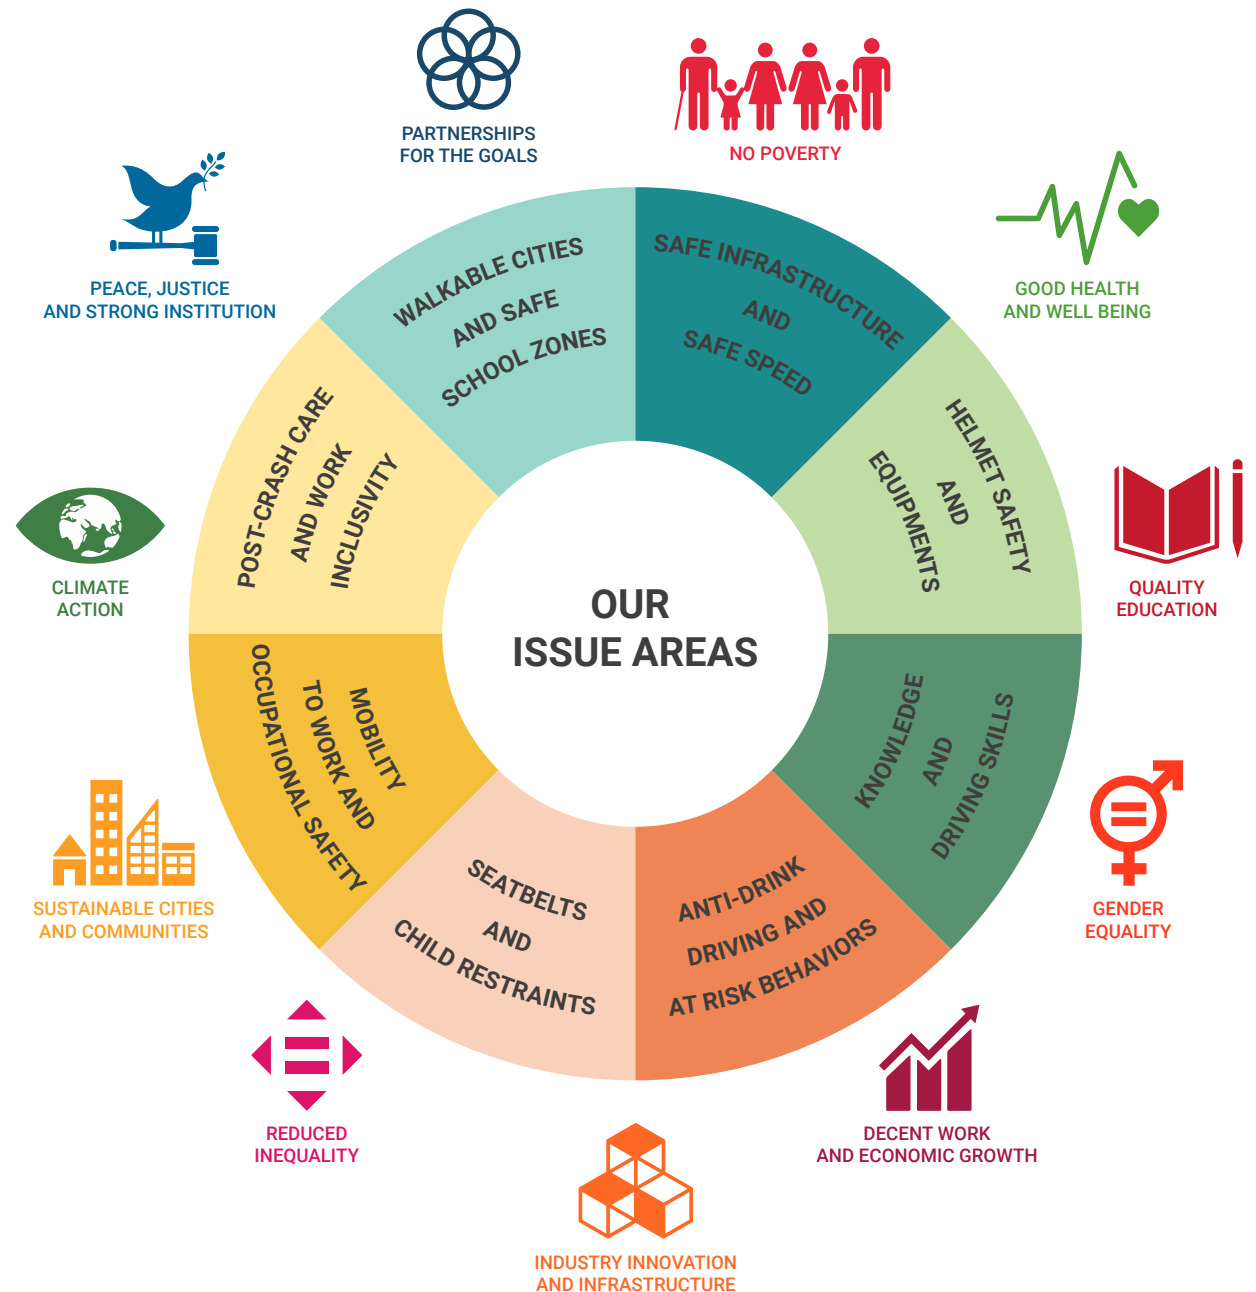 PARTNERSHIPS
FOR THE GOALS
NO POVERTY
GOOD HEALTH
AND WELL BEING
QUALITY
EDUCATION
GENDER
EQUALITY
DECENT WORK
AND ECONOMIC GROWTH
INDUSTRY INNOVATION
AND INFRASTRUCTURE
REDUCED
INEQUALITY
SUSTAINABLE CITIES
AND COMMUNITIES
CLIMATE
ACTION
PEACE, JUSTICE
AND STRONG INSTITUTION
WALKABLE CITIES
AND SAFE
SCHOOL ZONES
SAFE INFRASTRUCTURE
AND
SAFE SPEED
HELMET SAFETY
AND
EQUIPMENTS
KNOWLEDGE
AND
DRIVING SKILLS
ANTI-DRINK
DRIVING AND
AT RISK BEHAVIORS
SEATBELTS
AND
CHILD RESTRAINTS
MOBILITY
TO WORK AND
OCCUPATIONAL SAFETY
POST-CRASH CARE
AND WORK
INCLUSIVITY
OUR
ISSUE AREAS